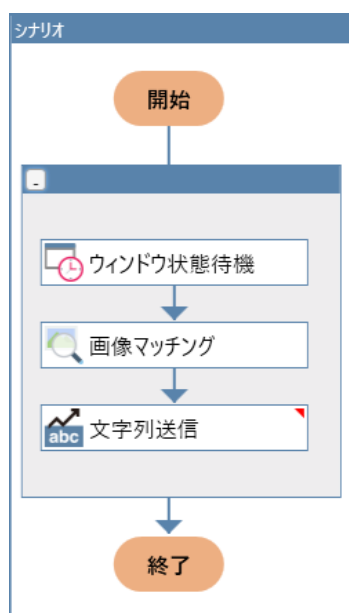 シナリオ
開始
-
ウィンドウ状態待機
画像マッチング
abc
文字列送信
終了